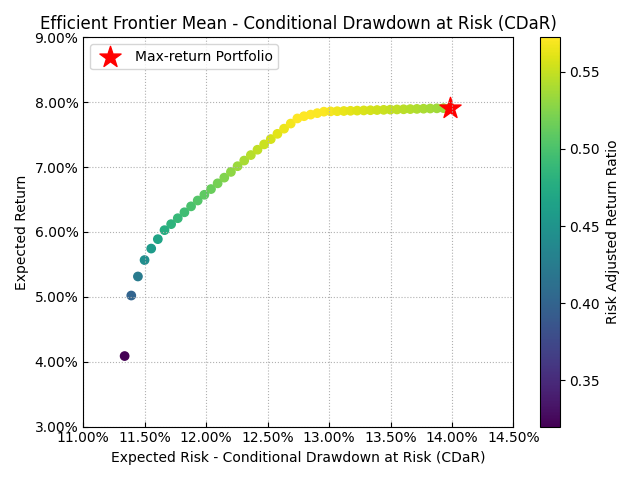 Efficient Frontier Mean - Conditional Drawdown at Risk (CDaR)
Max-return Portfolio
9.00%
8.00%
7.00%
6.00%
5.00%
4.00%
3.00%
Expected Return
11.00% 11.50% 12.00% 12.50% 13.00% 13.50% 14.00% 14.50%
Expected Risk - Conditional Drawdown at Risk (CDaR)
0.55
0.50
0.45
0.40
0.35
Risk Adjusted Return Ratio